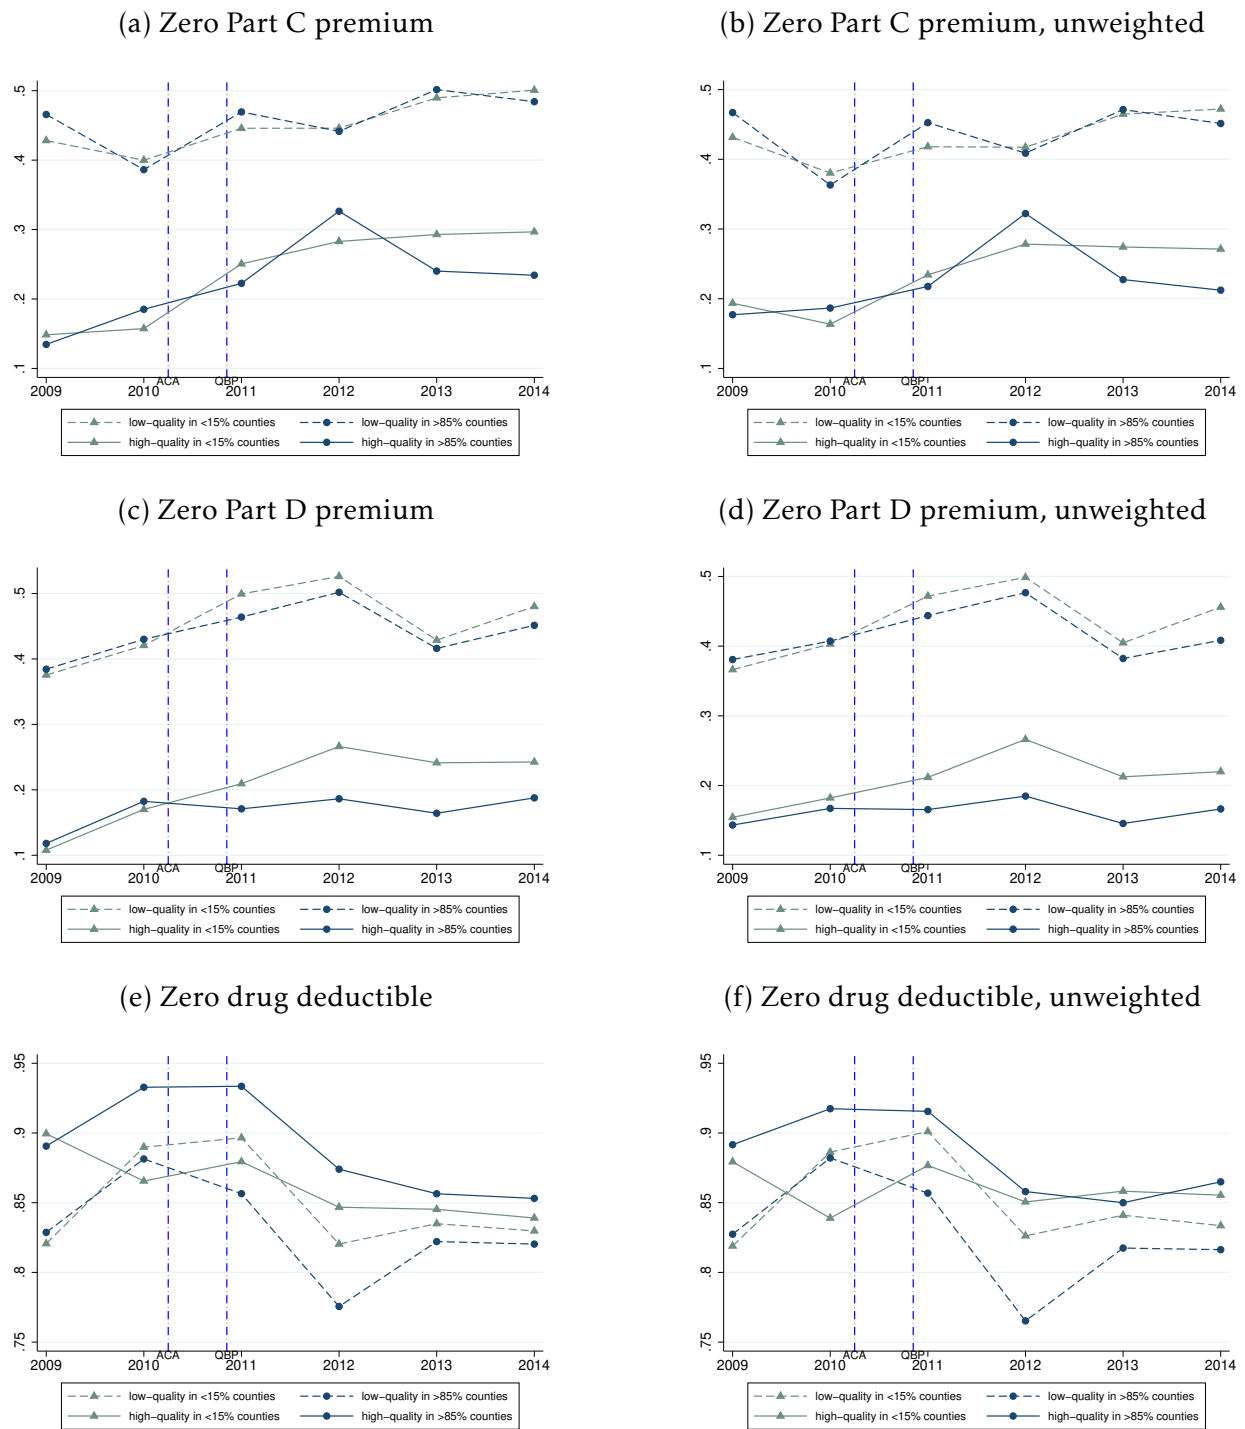 (a) Zero Part C premium
.5
.4
.3
.2
.1
2009 2010 ACA QBP 2011 2012 2013 2014
low-quality in <15% counties low-quality in >85% counties
high-quality in <15% counties high-quality in >85% counties
(b) Zero Part C premium, unweighted
.5
.4
.3
.2
.1
2009 2010 ACA QBP 2011 2012 2013 2014
low-quality in <15% counties low-quality in >85% counties
high-quality in <15% counties high-quality in >85% counties
(c) Zero Part D premium
.5
.4
.3
.2
.1
2009 2010 ACA QBP 2011 2012 2013 2014
low-quality in <15% counties low-quality in >85% counties
high-quality in <15% counties high-quality in >85% counties
(d) Zero Part D premium, unweighted
.5
.4
.3
.2
.1
2009 2010 ACA QBP 2011 2012 2013 2014
low-quality in <15% counties low-quality in >85% counties
high-quality in <15% counties high-quality in >85% counties
(e) Zero drug deductible
.95
.9
.85
.8
.75
2009 2010 ACA QBP 2011 2012 2013 2014
low-quality in <15% counties low-quality in >85% counties
high-quality in <15% counties high-quality in >85% counties
(f) Zero drug deductible, unweighted
.95
.9
.85
.8
.75
2009 2010 ACA QBP 2011 2012 2013 2014
low-quality in <15% counties low-quality in >85% counties
high-quality in <15% counties high-quality in >85% counties